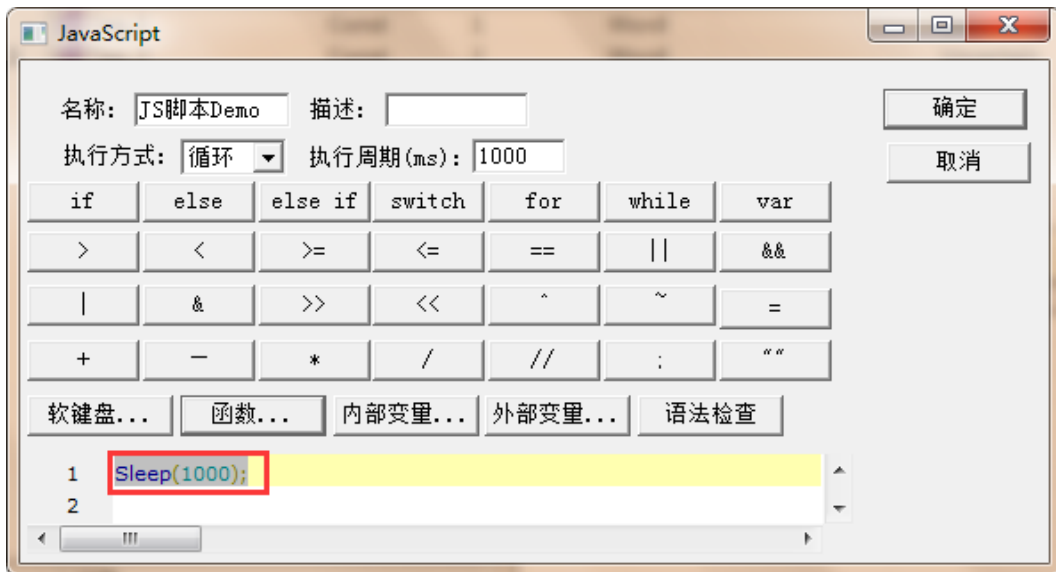 JavaScript
名称: JS脚本Demo 描述: 确定
执行方式: 循环 执行周期(ms): 1000 取消
if else else if switch for while var
> < >= <= == || &&
| & >> << ^ ~ =
+ － * / // ; ""
软键盘... 函数... 内部变量... 外部变量... 语法检查
1 Sleep(1000);
2